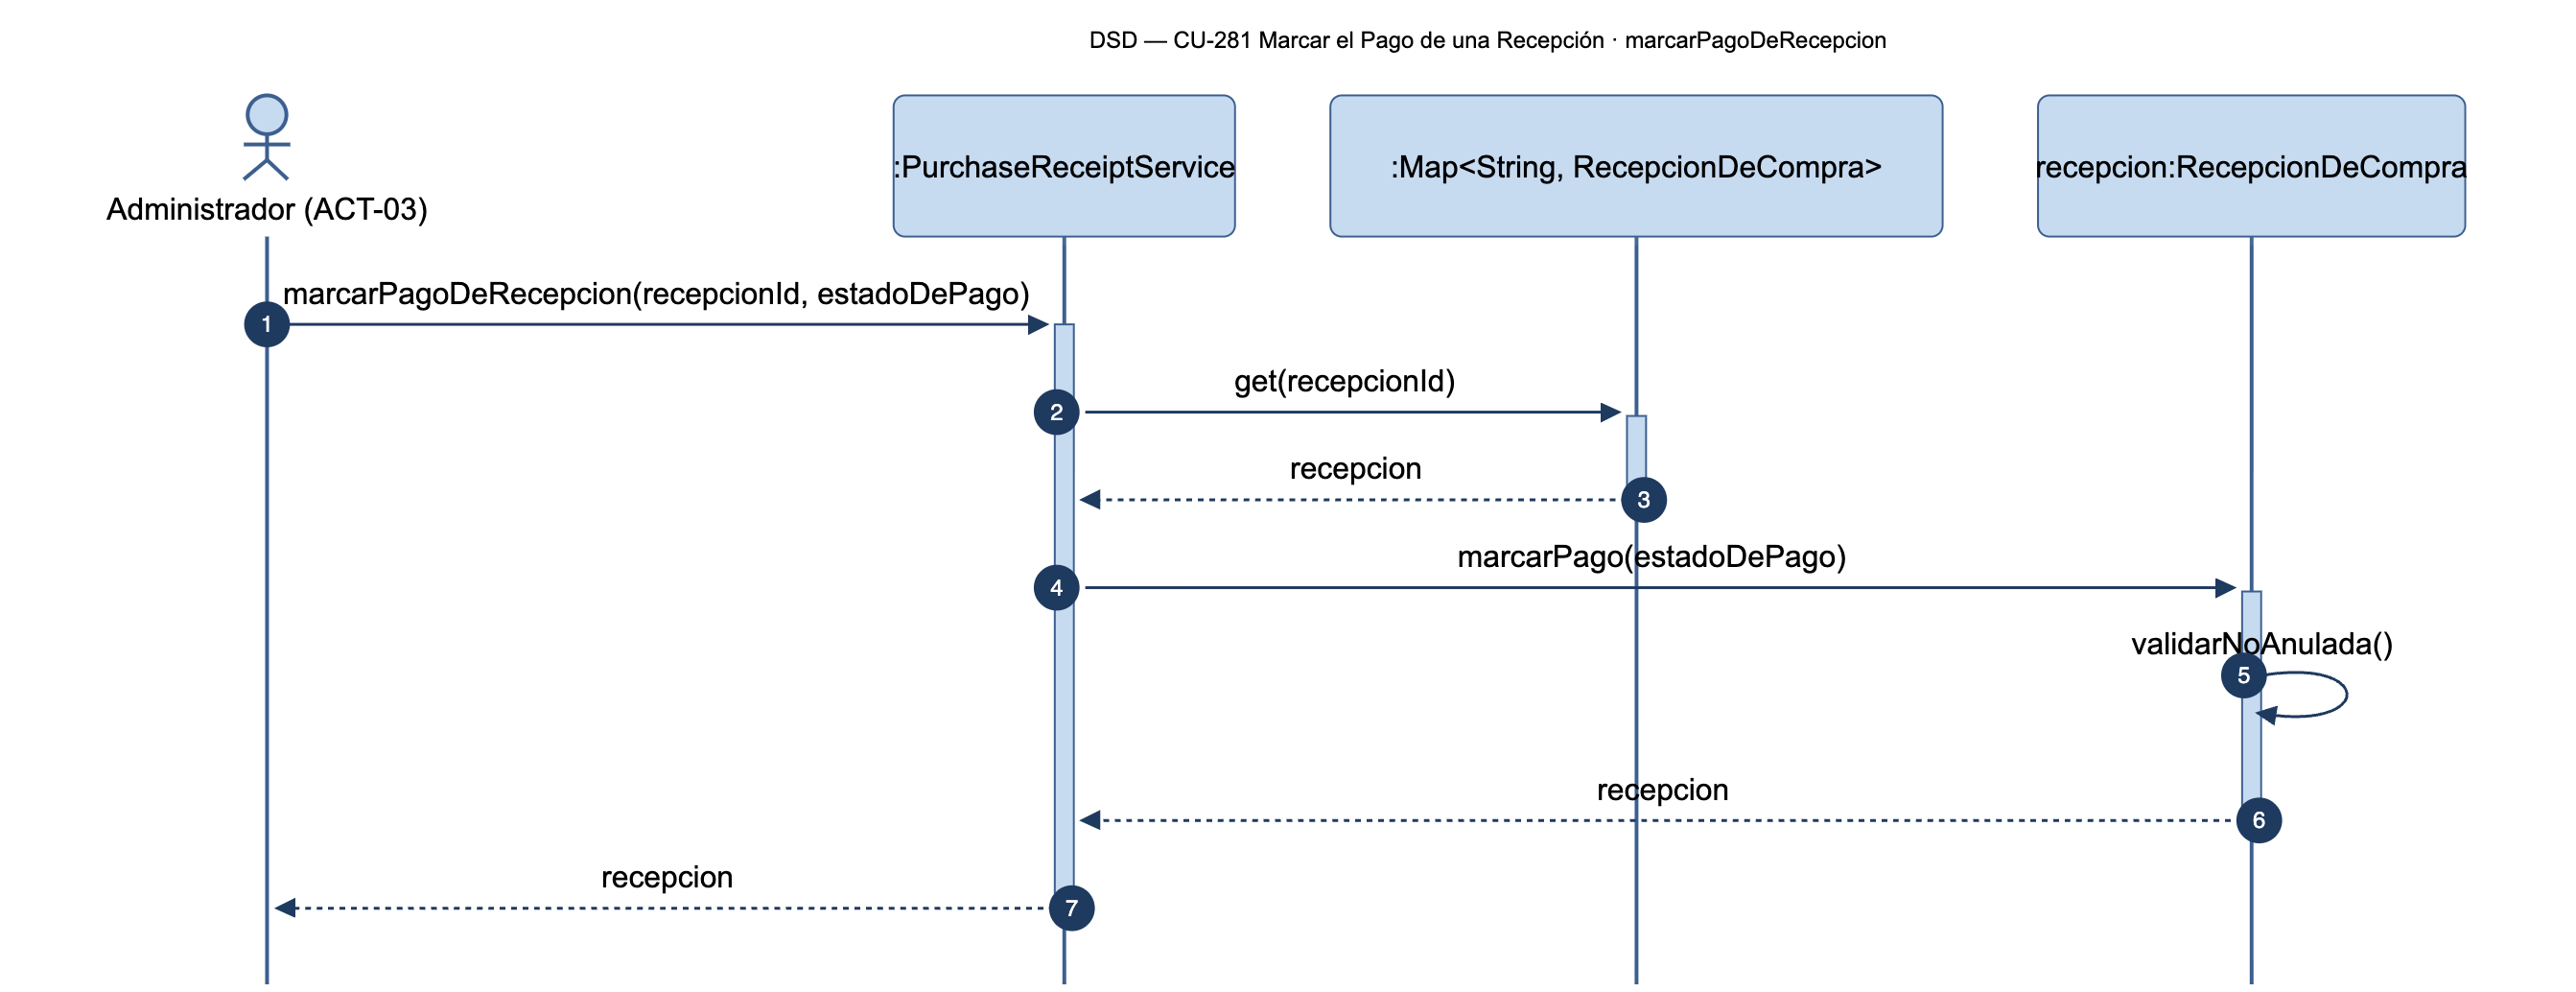 DSD — CU-281 Marcar el Pago de una Recepción · marcarPagoDeRecepcion
Administrador (ACT-03)
:PurchaseReceiptService
:Map<String, RecepcionDeCompra>
recepcion:RecepcionDeCompra
marcarPagoDeRecepcion(recepcionId, estadoDePago)
1
get(recepcionId)
2
recepcion
3
marcarPago(estadoDePago)
4
validarNoAnulada()
5
recepcion
6
recepcion
7